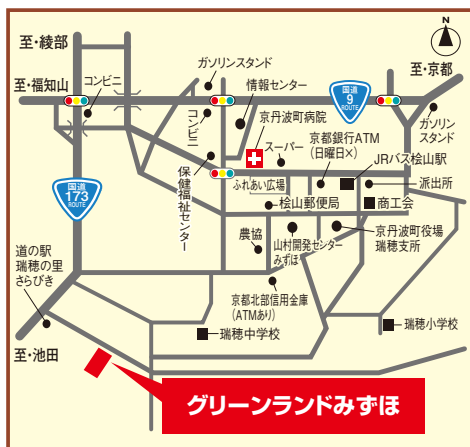 N
至・綾部
至・福知山
コンビニ
ガソリンスタンド
情報センター
国道
9
ROUTE
至・京都
京丹波町病院
コンビニ
スーパー
京都銀行ATM
(日曜日×)
ガソリン
スタンド
JRバス桧山駅
保健福祉センター
ふれあい広場
派出所
国道
173
ROUTE
桧山郵便局
商工会
農協
山村開発センター
みずほ
京丹波町役場
瑞穂支所
道の駅
瑞穂の里
さらびき
京都北部信用金庫
(ATMあり)
瑞穂中学校
瑞穂小学校
至・池田
グリーンランドみずほ